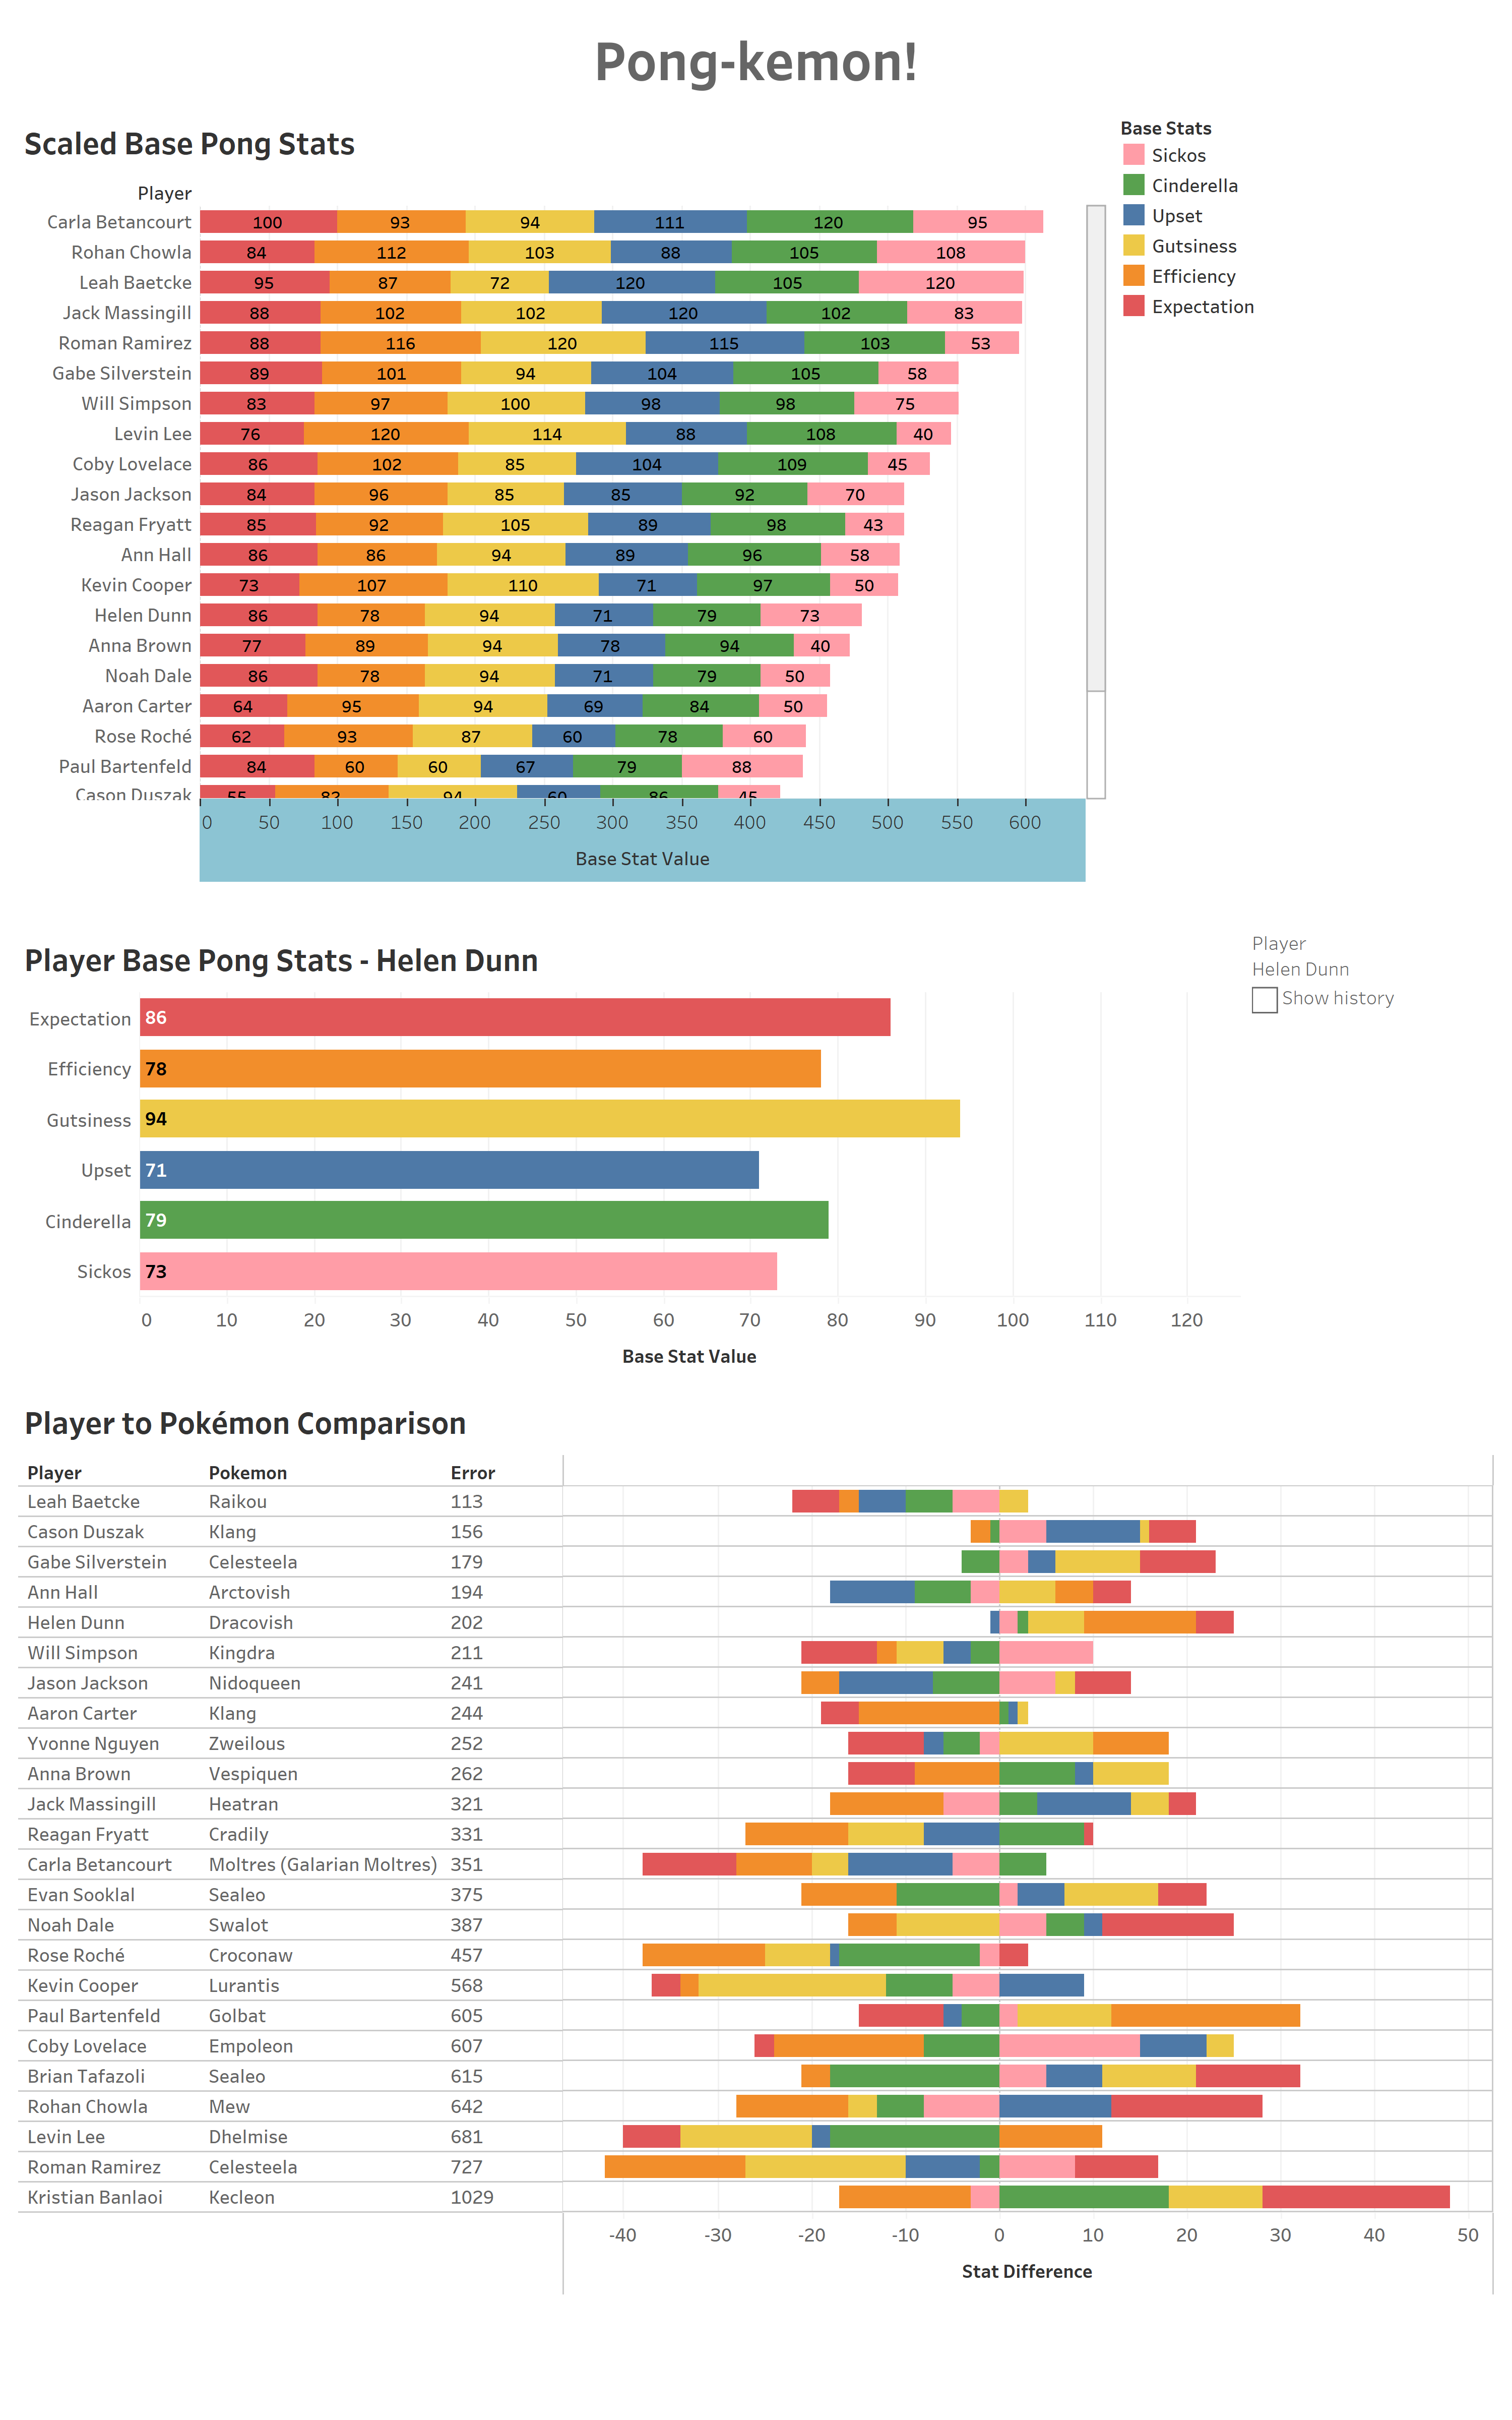 Pong-kemon!
Scaled Base Pong Stats
Base Stats
Sickos
Cinderella
Upset
Gutsiness
Efficiency
Expectation
Player
Carla Betancourt 100 93 94 111 120 95
Rohan Chowla 84 112 103 88 105 108
Leah Baetcke 95 87 72 120 105 120
Jack Massingill 88 102 102 120 102 83
Roman Ramirez 88 116 120 115 103 53
Gabe Silverstein 89 101 94 104 105 58
Will Simpson 83 97 100 98 98 75
Levin Lee 76 120 114 88 108 40
Coby Lovelace 86 102 85 104 109 45
Jason Jackson 84 96 85 85 92 70
Reagan Fryatt 85 92 105 89 98 43
Ann Hall 86 86 94 89 96 58
Kevin Cooper 73 107 110 71 97 50
Helen Dunn 86 78 94 71 79 73
Anna Brown 77 89 94 78 94 40
Noah Dale 86 78 94 71 79 50
Aaron Carter 64 95 94 69 84 50
Rose Roché 62 93 87 60 78 60
Paul Bartenfeld 84 60 60 67 79 88
Cason Duszak 55 82 94 60 86 45
0 50 100 150 200 250 300 350 400 450 500 550 600
Base Stat Value
Player Base Pong Stats - Helen Dunn
Player
Helen Dunn
Show history
Expectation 86
Efficiency 78
Gutsiness 94
Upset 71
Cinderella 79
Sickos 73
0 10 20 30 40 50 60 70 80 90 100 110 120
Base Stat Value
Player to Pokémon Comparison
Player Pokemon Error
Leah Baetcke Raikou 113
Cason Duszak Klang 156
Gabe Silverstein Celesteela 179
Ann Hall Arctovish 194
Helen Dunn Dracovish 202
Will Simpson Kingdra 211
Jason Jackson Nidoqueen 241
Aaron Carter Klang 244
Yvonne Nguyen Zweilous 252
Anna Brown Vespiquen 262
Jack Massingill Heatran 321
Reagan Fryatt Cradily 331
Carla Betancourt Moltres (Galarian Moltres) 351
Evan Sooklal Sealeo 375
Noah Dale Swalot 387
Rose Roché Croconaw 457
Kevin Cooper Lurantis 568
Paul Bartenfeld Golbat 605
Coby Lovelace Empoleon 607
Brian Tafazoli Sealeo 615
Rohan Chowla Mew 642
Levin Lee Dhelmise 681
Roman Ramirez Celesteela 727
Kristian Banlaoi Kecleon 1029
-40 -30 -20 -10 0 10 20 30 40 50
Stat Difference